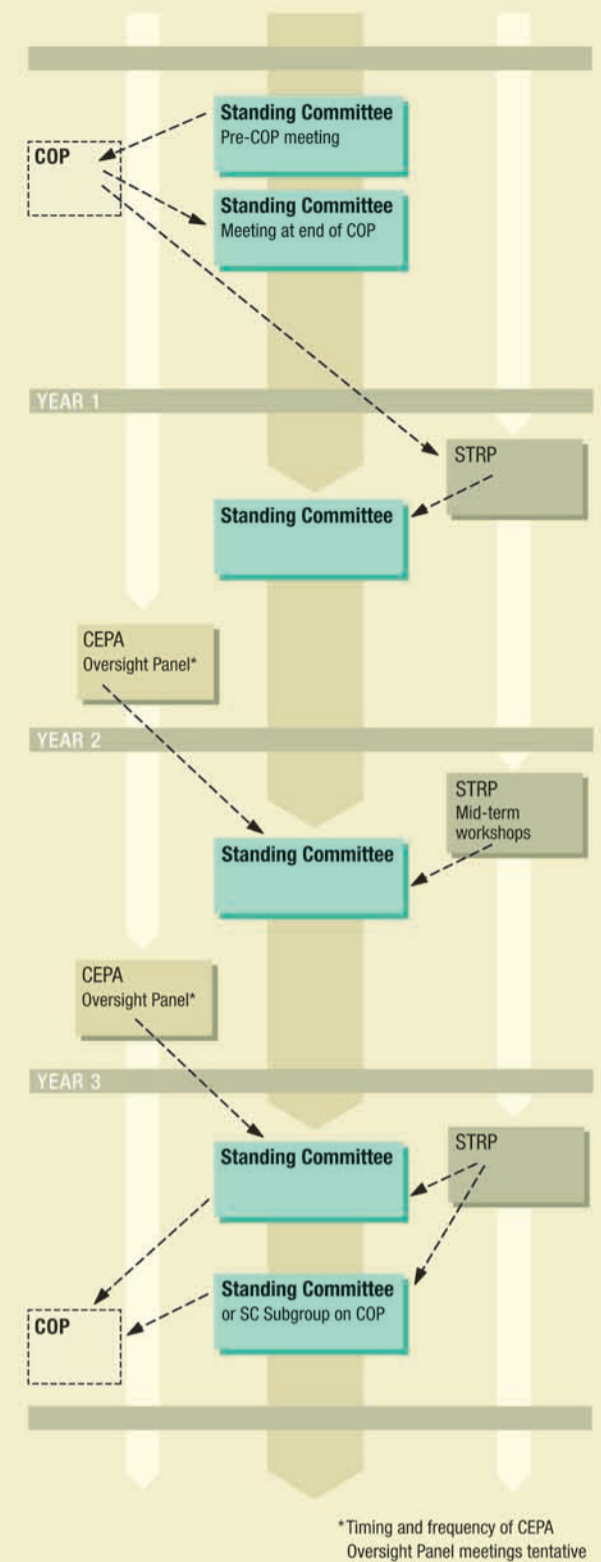 Standing Committee
Pre-COP meeting
COP
Standing Committee
Meeting at end of COP
YEAR 1
STRP
Standing Committee
CEPA
Oversight Panel*
YEAR 2
STRP
Mid-term
workshops
Standing Committee
CEPA
Oversight Panel*
YEAR 3
STRP
Standing Committee
Standing Committee
or SC Subgroup on COP
COP
*Timing and frequency of CEPA
Oversight Panel meetings tentative